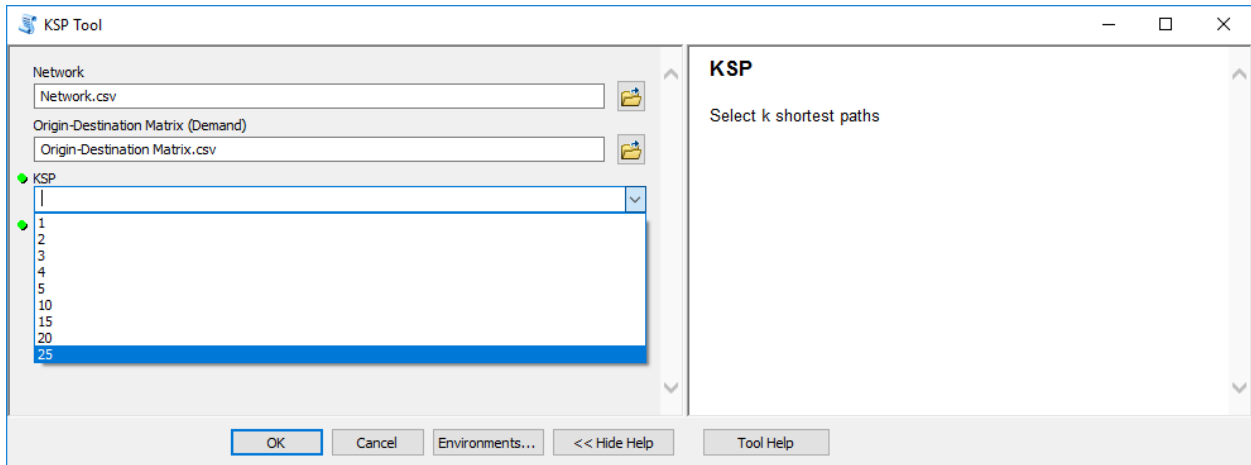 KSP Tool
Network
Network.csv
Origin-Destination Matrix (Demand)
Origin-Destination Matrix.csv
KSP
1
2
3
4
5
10
15
20
25
KSP
Select k shortest paths
OK Cancel Environments... << Hide Help Tool Help